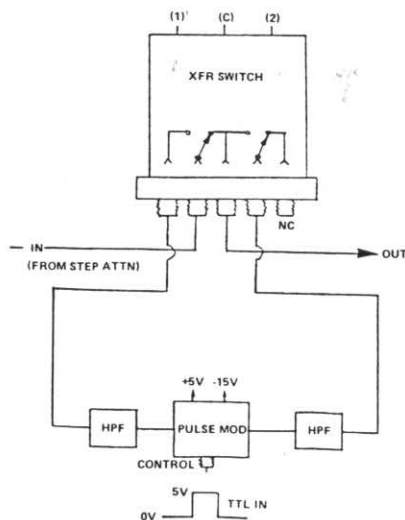 (1)' (C) (2)
XFR SWITCH
NC
IN
OUT
(FROM STEP ATTN)
+5V -15V
HPF
PULSE MOD
HPF
CONTROL
5V
TTL IN
0V